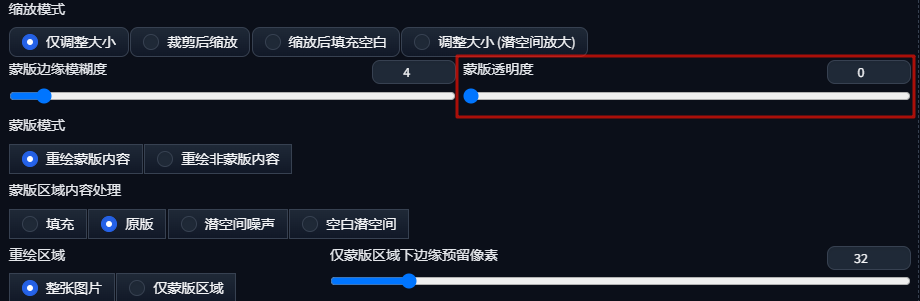 缩放模式
仅调整大小 裁剪后缩放 缩放后填充空白 调整大小 (潜空间放大)
蒙版边缘模糊度 4 蒙版透明度 0
蒙版模式
重绘蒙版内容 重绘非蒙版内容
蒙版区域内容处理
填充 原版 潜空间噪声 空白潜空间
重绘区域 仅蒙版区域下边缘预留像素 32
整张图片 仅蒙版区域